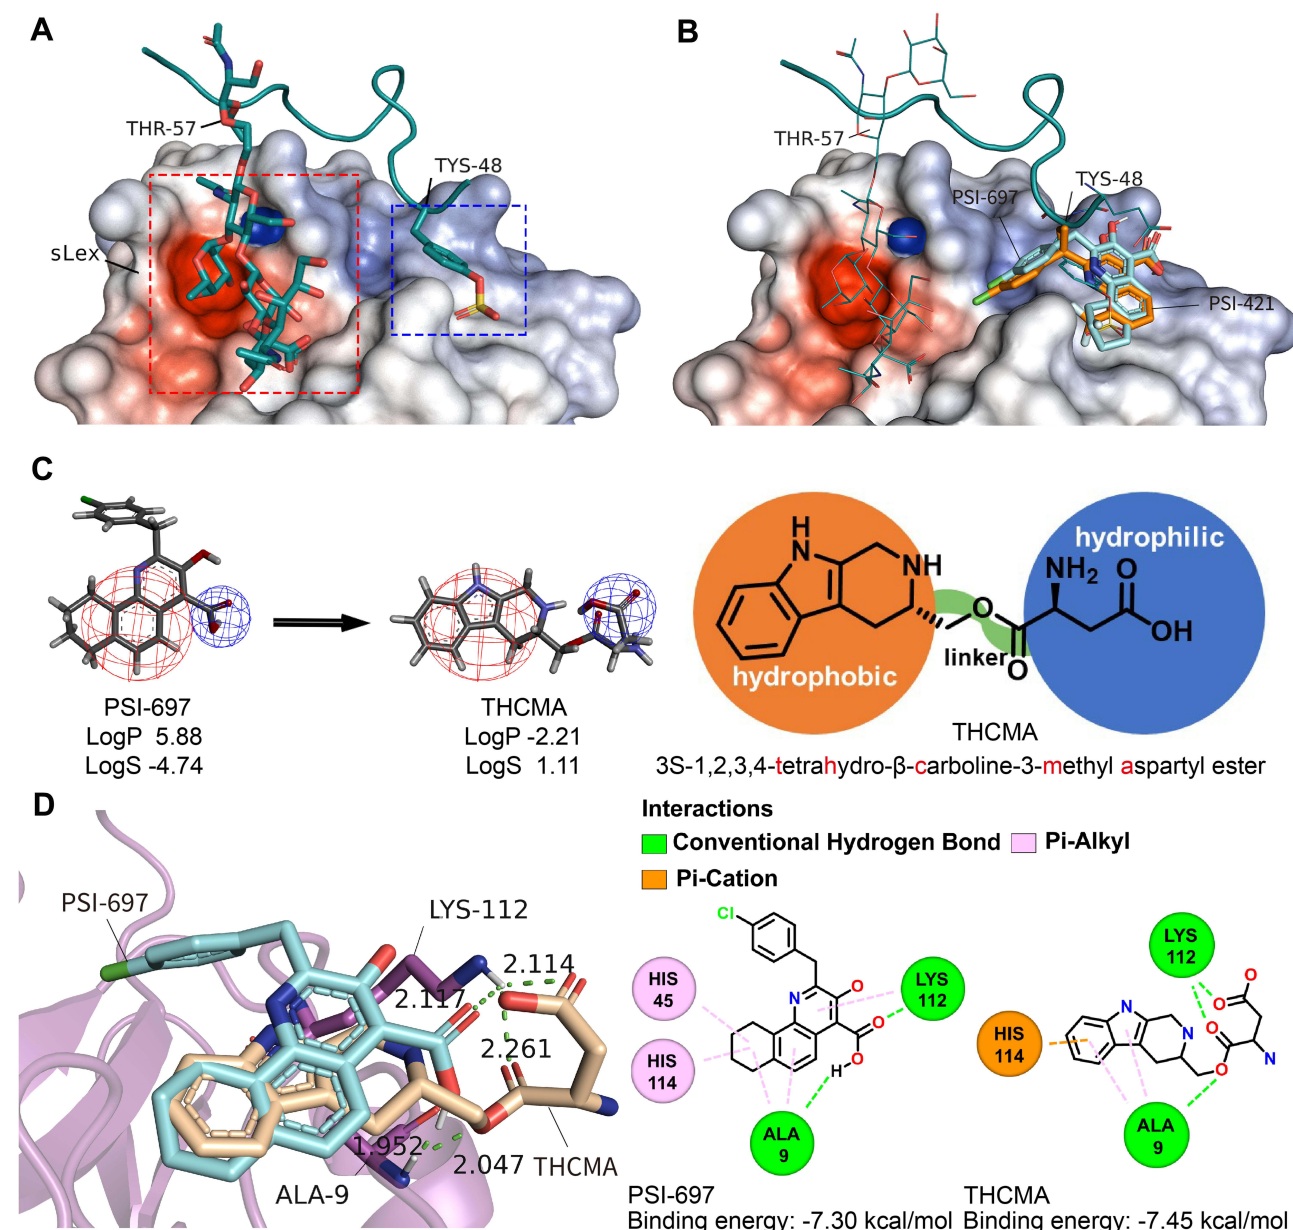 A
THR-57
TYS-48
sLex
B
THR-57
PSI-697
TYS-48
PSI-421
C
PSI-697
LogP 5.88
LogS -4.74
THCMA
LogP -2.21
LogS 1.11
H
N
NH
O
O
NH2
O
OH
hydrophobic
linker
hydrophilic
THCMA
3S-1,2,3,4-tetrahydro-β-carboline-3-methyl aspartyl ester
D
PSI-697
LYS-112
2.114
2.117
2.261
1.952
2.047
THCMA
ALA-9
Interactions
Conventional Hydrogen Bond
Pi-Alkyl
Pi-Cation
Cl
N
O
O
O
H
HIS
45
HIS
114
LYS
112
ALA
9
PSI-697
Binding energy: -7.30 kcal/mol
LYS
112
HIS
114
N
N
O
O
O
O
N
ALA
9
THCMA
Binding energy: -7.45 kcal/mol